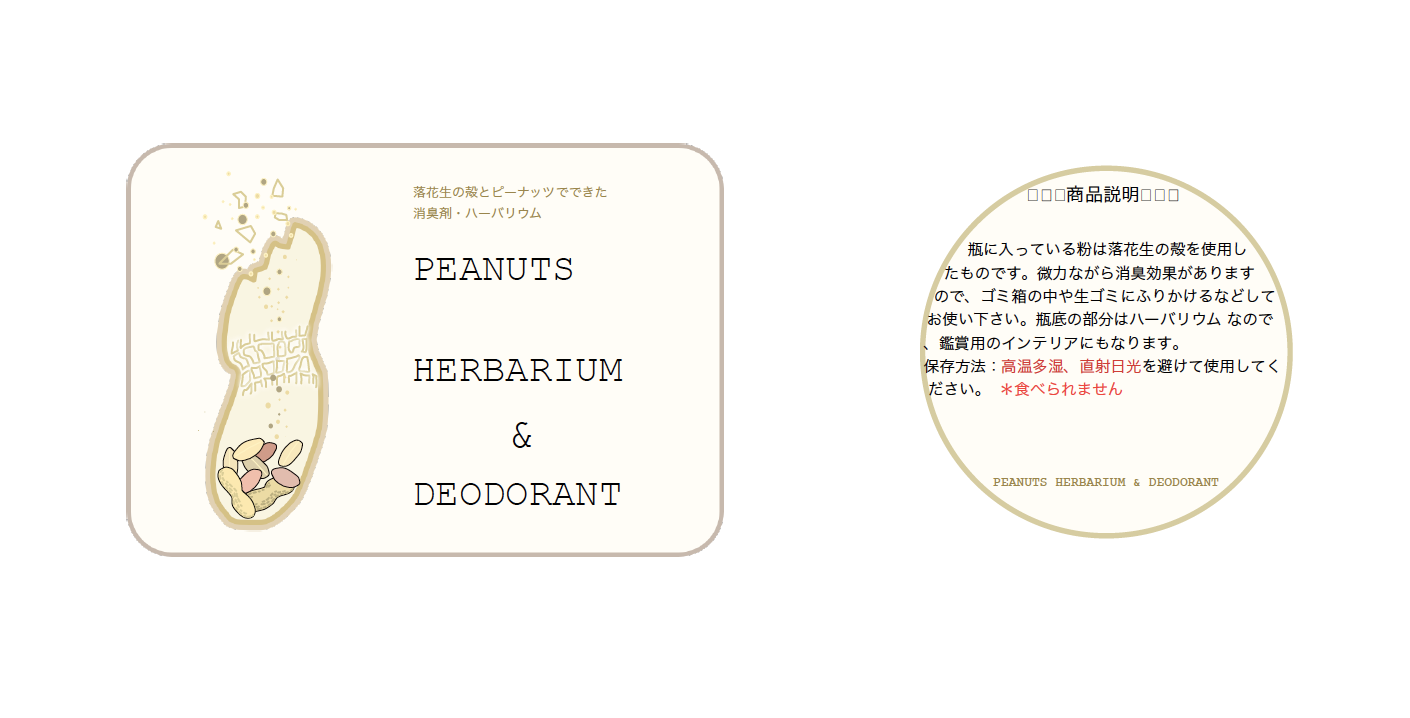 落花生の殻とピーナッツでできた
消臭剤・ハーバリウム
PEANUTS
HERBARIUM
&
DEODORANT
□□□商品説明□□□
瓶に入っている粉は落花生の殻を使用し
たものです。微力ながら消臭効果があります
ので、ゴミ箱の中や生ゴミにふりかけるなどして
お使い下さい。瓶底の部分はハーバリウム なので
、鑑賞用のインテリアにもなります。
保存方法：高温多湿、直射日光を避けて使用してく
ださい。 ＊食べられません
PEANUTS HERBARIUM & DEODORANT